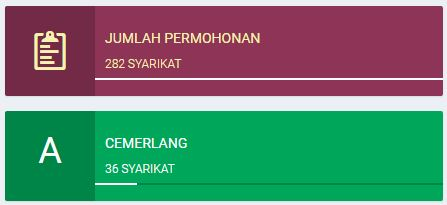 JUMLAH PERMOHONAN
282 SYARIKAT
A
CEMERLANG
36 SYARIKAT